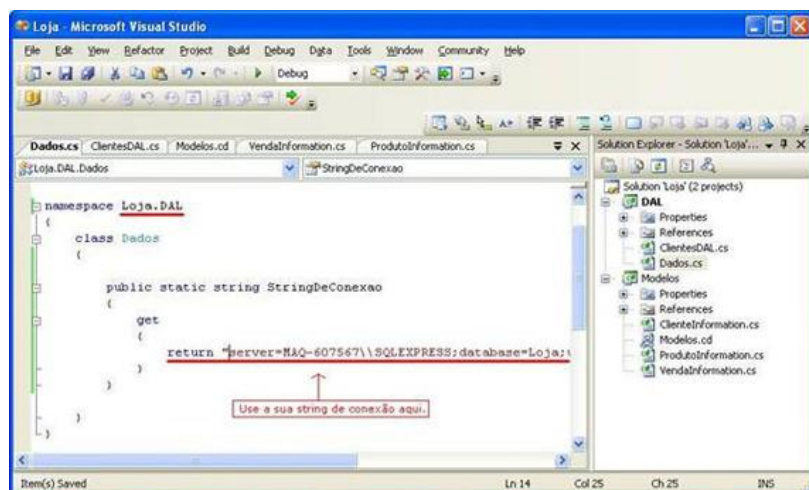 Loja - Microsoft Visual Studio
File Edit View Refactor Project Build Debug Data Tools Window Community Help
Debug
Dados.cs ClientesDAL.cs Modelos.cd VendaInformation.cs ProdutoInformation.cs
Loja.DAL.Dados StringDeConexao
namespace Loja.DAL
{
class Dados
{
public static string StringDeConexao
{
get
{
return "server=MAQ-607567\\SQLEXPRESS;database=Loja;
}
}
Use a sua string de conexão aqui.
}
}
Solution Explorer - Solution 'Loja'...
Solution 'Loja' (2 projects)
DAL
Properties
References
ClientesDAL.cs
Dados.cs
Modelos
Properties
References
ClienteInformation.cs
Modelos.cd
ProdutoInformation.cs
VendaInformation.cs
Item(s) Saved Ln 14 Col 25 Ch 25 INS